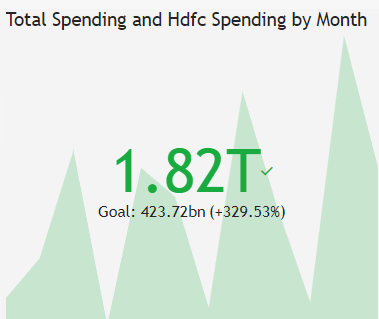 Total Spending and Hdfc Spending by Month
1.82T✓
Goal: 423.72bn (+329.53%)